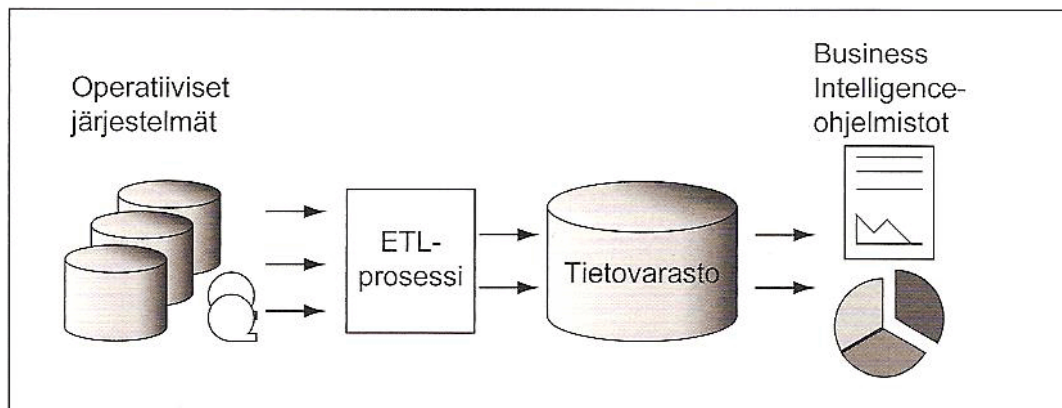 Operatiiviset
järjestelmät
ETL-
prosessi
Tietovarasto
Business
Intelligence-
ohjelmistot